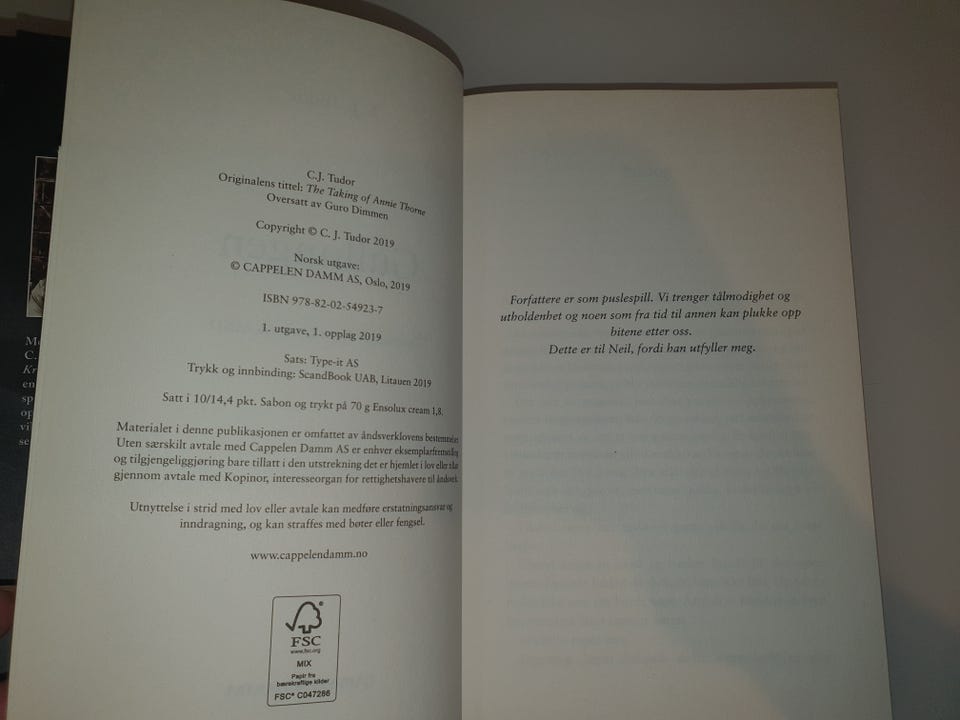 C.J. Tudor
Originalens tittel: The Taking of Annie Thorne
Oversatt av Guro Dimmen
Copyright © C. J. Tudor 2019
Norsk utgave:
© CAPPELEN DAMM AS, Oslo, 2019
ISBN 978-82-02-54923-7
1. utgave, 1. opplag 2019
Sats: Type-it AS
Trykk og innbinding: ScandBook UAB, Litauen 2019
Satt i 10/14,4 pkt. Sabon og trykt på 70 g Ensolux cream 1,8.
Materialet i denne publikasjonen er omfattet av åndsverklovens
Uten særskilt avtale med Cappelen Damm AS er enhver
og tilgjengeliggjøring bare tillatt i den utstrekning det er hjemlet i lov eller
gjennom avtale med Kopinor, interesseorgan for rettighetshavere til
Utnyttelse i strid med lov eller avtale kan medføre erstatningsansvar og
inndragning, og kan straffes med bøter eller fengsel.
www.cappelendamm.no
FSC
www.fsc.org
MIX
Papir fra
bærekraftige kilder
FSC® C047286
Forfattere er som puslespill. Vi trenger tålmodighet og
utholdenhet og noen som fra tid til annen kan plukke opp
bitene etter oss.
Dette er til Neil, fordi han utfyller meg.